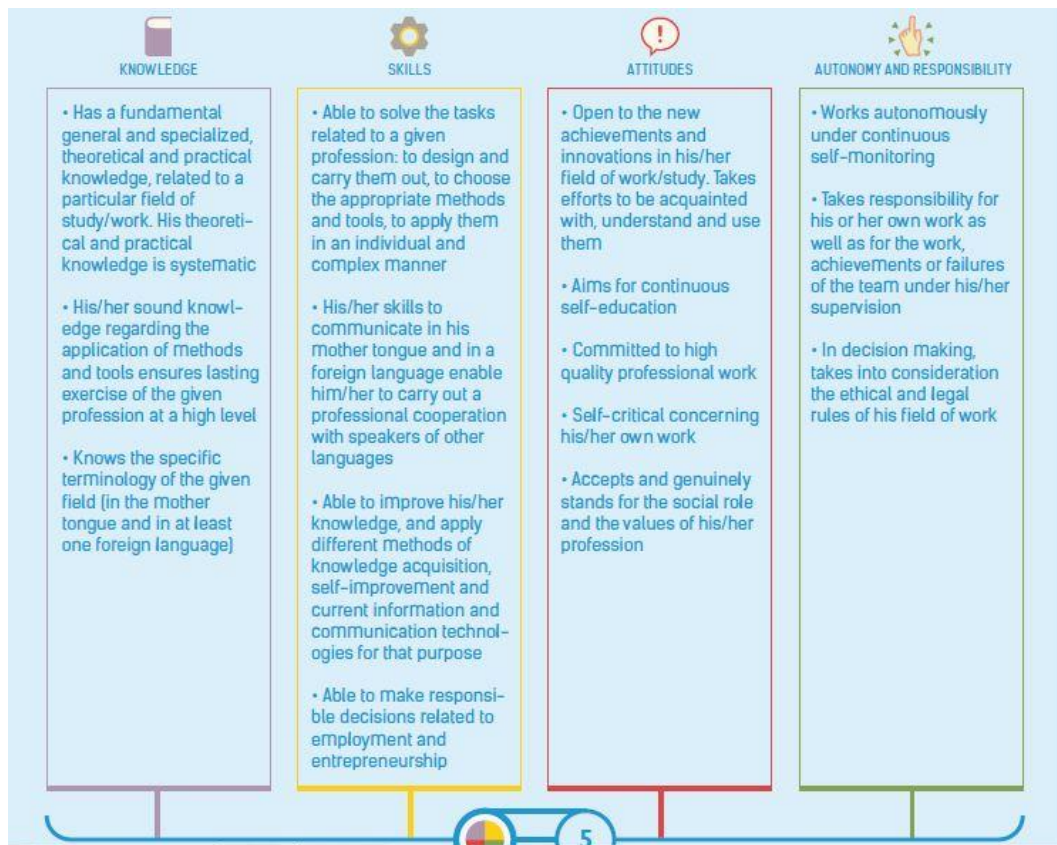 KNOWLEDGE
• Has a fundamental
general and specialized,
theoretical and practical
knowledge, related to a
particular field of
study/work. His theoreti-
cal and practical
knowledge is systematic
• His/her sound knowl-
edge regarding the
application of methods
and tools ensures lasting
exercise of the given
profession at a high level
• Knows the specific
terminology of the given
field (in the mother
tongue and in at least
one foreign language)
SKILLS
• Able to solve the tasks
related to a given
profession: to design and
carry them out, to choose
the appropriate methods
and tools, to apply them
in an individual and
complex manner
• His/her skills to
communicate in his
mother tongue and in a
foreign language enable
him/her to carry out a
professional cooperation
with speakers of other
languages
• Able to improve his/her
knowledge, and apply
different methods of
knowledge acquisition,
self-improvement and
current information and
communication technol-
ogies for that purpose
• Able to make responsi-
ble decisions related to
employment and
entrepreneurship
ATTITUDES
• Open to the new
achievements and
innovations in his/her
field of work/study. Takes
efforts to be acquainted
with, understand and use
them
• Aims for continuous
self-education
• Committed to high
quality professional work
• Self-critical concerning
his/her own work
• Accepts and genuinely
stands for the social role
and the values of his/her
profession
AUTONOMY AND RESPONSIBILITY
• Works autonomously
under continuous
self-monitoring
• Takes responsibility for
his or her own work as
well as for the work,
achievements or failures
of the team under his/her
supervision
• In decision making,
takes into consideration
the ethical and legal
rules of his field of work
5